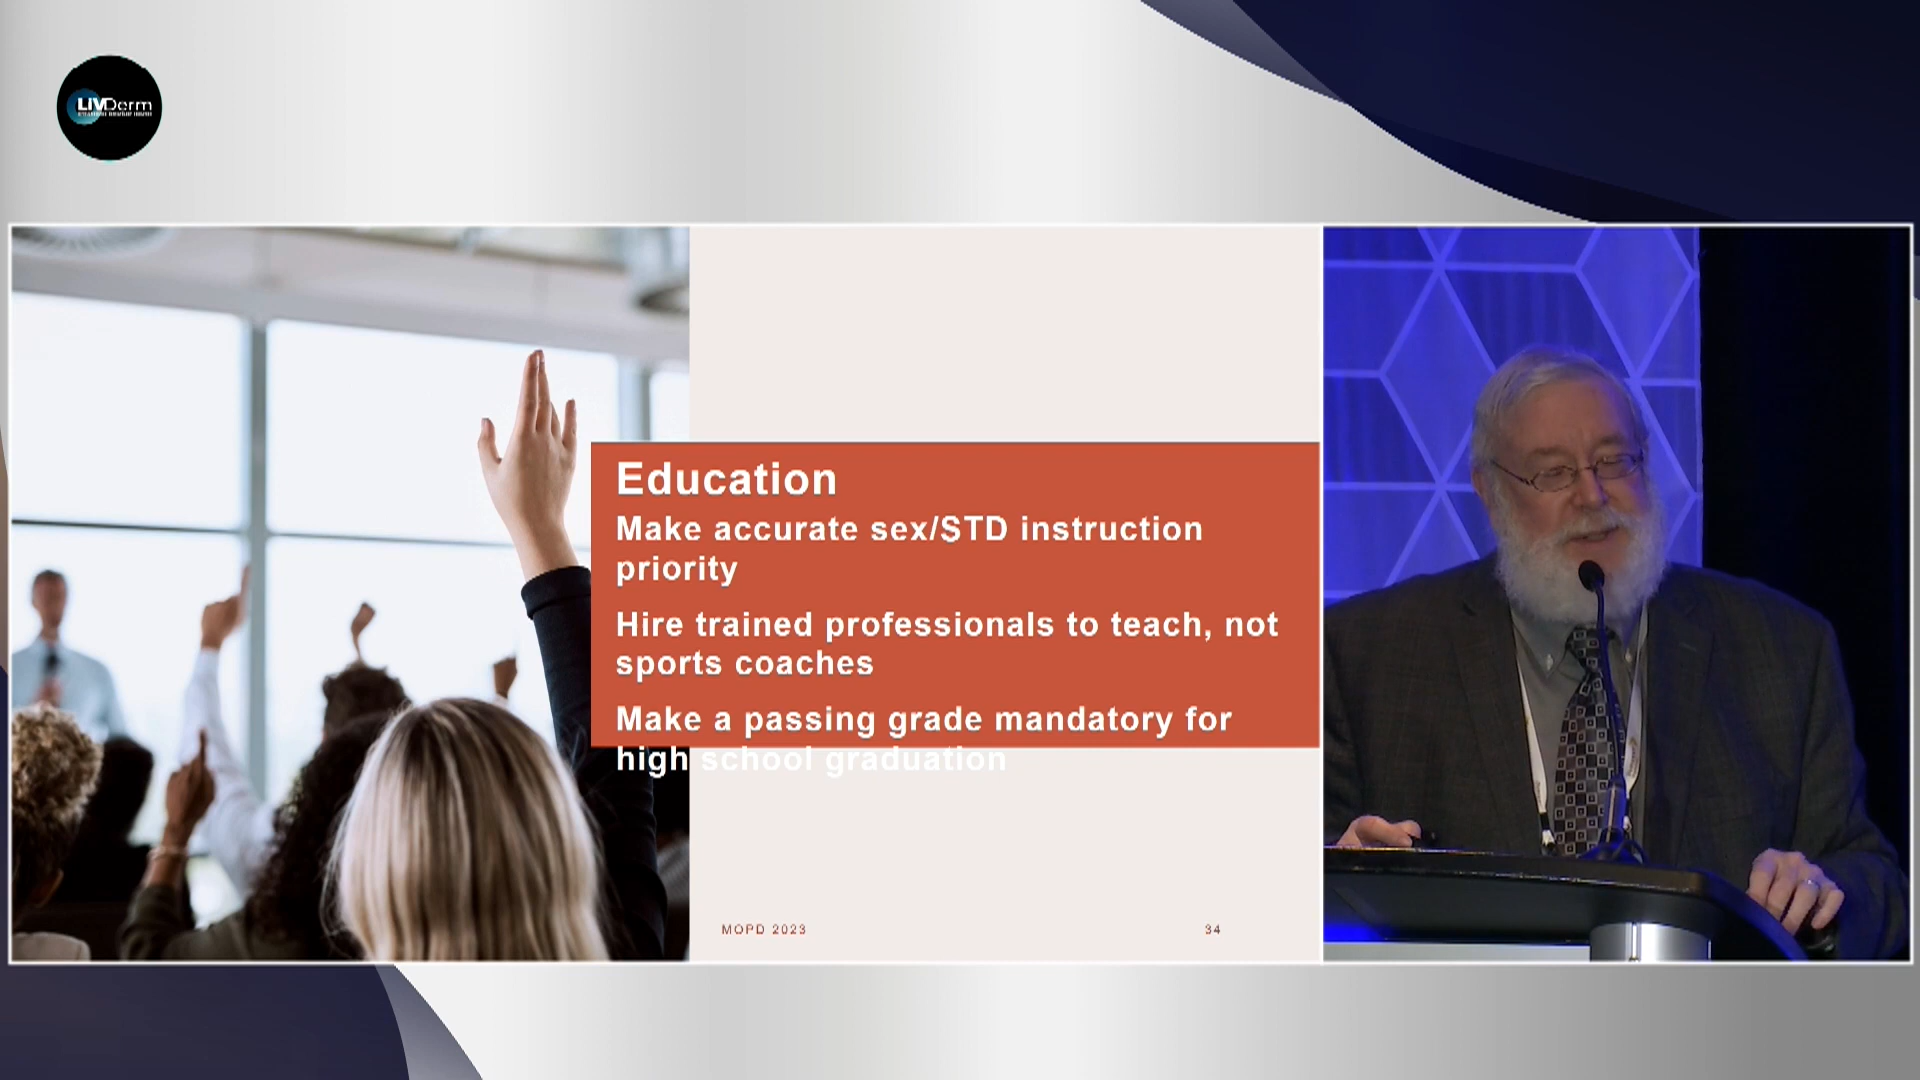 LIVDerm
Education
Make accurate sex/STD instruction
priority
Hire trained professionals to teach, not
sports coaches
Make a passing grade mandatory for
high school graduation
MOPD 2023
34